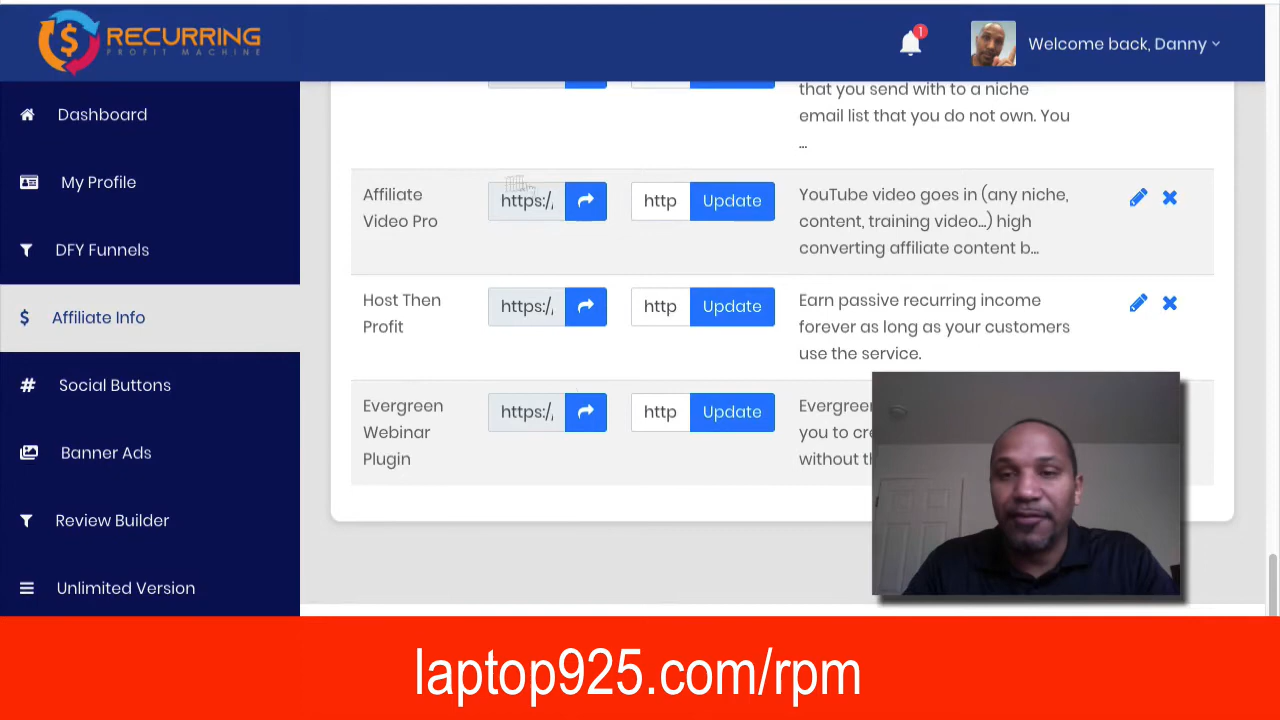 RECURRING
PROFIT MACHINE
1
Welcome back, Danny
Dashboard
My Profile
DFY Funnels
$ Affiliate Info
# Social Buttons
Banner Ads
Review Builder
Unlimited Version
that you send with to a niche
email list that you do not own. You
...
Affiliate
Video Pro
https:/
http
Update
YouTube video goes in (any niche,
content, training video...) high
converting affiliate content b...
Host Then
Profit
https:/
http
Update
Earn passive recurring income
forever as long as your customers
use the service.
Evergreen
Webinar
Plugin
https:/
http
Update
Evergreen
you to cre
without th
laptop925.com/rpm